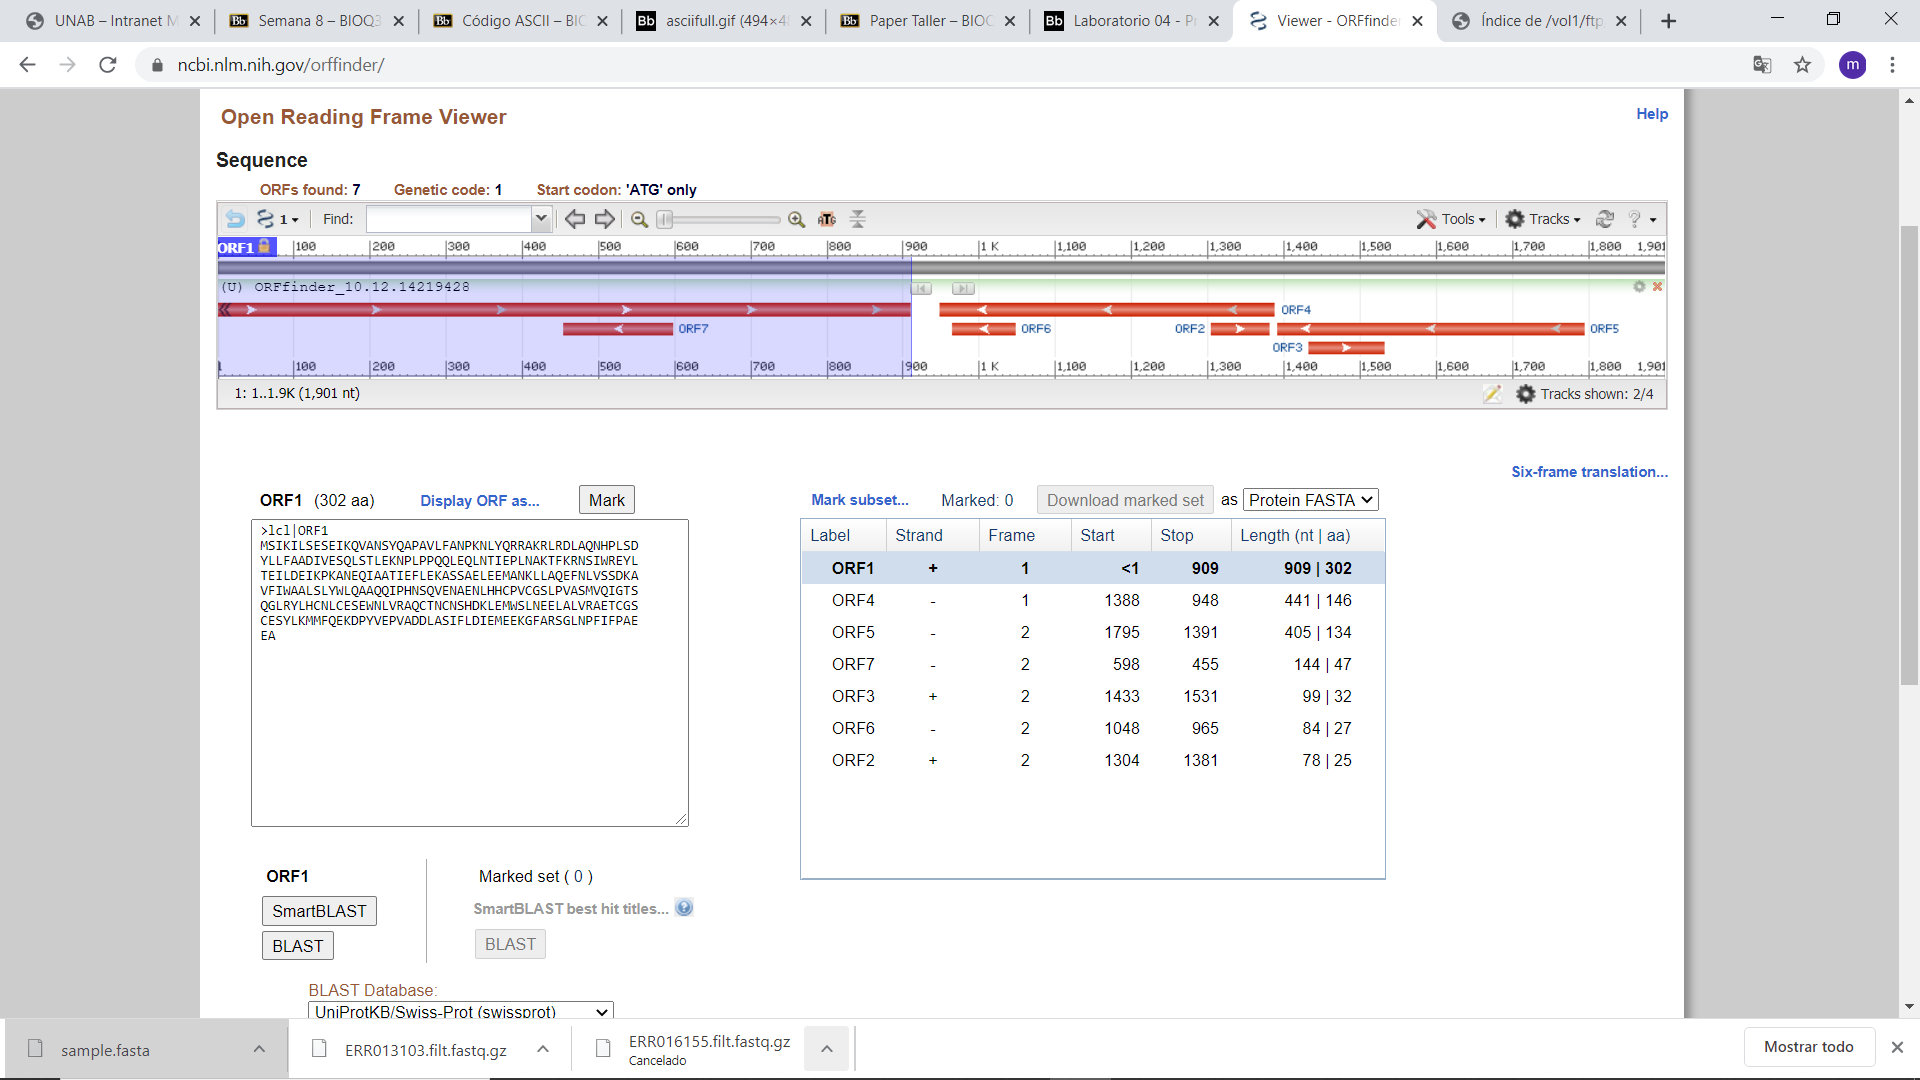 UNAB – Intranet M
Semana 8 – BIOQ3
Código ASCII – BIO
asciifull.gif (494×4
Paper Taller – BIOC
Laboratorio 04 - Pr
Viewer - ORFfinder
Índice de /vol1/ftp
ncbi.nlm.nih.gov/orffinder/
m
Open Reading Frame Viewer
Help
Sequence
ORFs found: 7 Genetic code: 1 Start codon: 'ATG' only
1 Find: ATG Tools Tracks ?
ORF1 100 200 300 400 500 600 700 800 900 1 K 1,100 1,200 1,300 1,400 1,500 1,600 1,700 1,800 1,901
(U) ORFfinder_10.12.14219428
ORF4
ORF7 ORF6 ORF2 ORF5
ORF3
1 100 200 300 400 500 600 700 800 900 1 K 1,100 1,200 1,300 1,400 1,500 1,600 1,700 1,800 1,901
1: 1..1.9K (1,901 nt) Tracks shown: 2/4
Six-frame translation...
ORF1 (302 aa) Display ORF as... Mark
>lcl|ORF1
MSIKILSESEIKQVANSYQAPAVLFANPKNLYQRRAKRLRDLAQNHPLSD
YLLFAADIVESQLSTLEKNPLPPQQLEQLNTIEPLNAKTFKRNSIWREYL
TEILDEIKPKANEQIAATIEFLEKASSAELEEMANKLLAQEFNLVSSDKA
VFIWAALSLYWLQAAQQIPHNSQVENAENLHHCPVCGSLPVASMVQIGTS
QGLRYLHCNLCESEWNLVRAQCTNCNSHDKLEMWSLNEELALVRAETCGS
CESYLKMMFQEKDPYVEPVADDLASIFLDIEMEEKGFARSGLNPFIFPAE
EA
Mark subset... Marked: 0 Download marked set as Protein FASTA
Label Strand Frame Start Stop Length (nt | aa)
ORF1 + 1 <1 909 909 | 302
ORF4 - 1 1388 948 441 | 146
ORF5 - 2 1795 1391 405 | 134
ORF7 - 2 598 455 144 | 47
ORF3 + 2 1433 1531 99 | 32
ORF6 - 2 1048 965 84 | 27
ORF2 + 2 1304 1381 78 | 25
ORF1 Marked set ( 0 )
SmartBLAST SmartBLAST best hit titles... ?
BLAST BLAST
BLAST Database:
UniProtKB/Swiss-Prot (swissprot)
sample.fasta
ERR013103.filt.fastq.gz
ERR016155.filt.fastq.gz
Cancelado
Mostrar todo